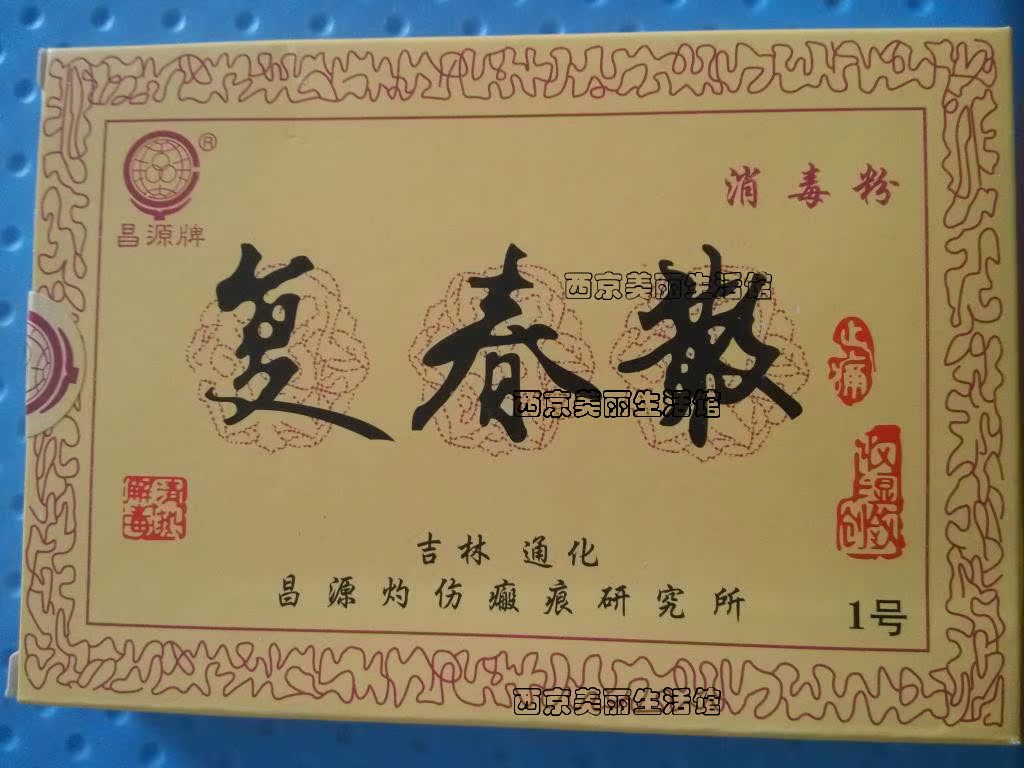 ®
昌源牌
消毒粉
复春散
西京美丽生活馆
西京美丽生活馆
止痛
收湿敛创
清热
解毒
吉林 通化
昌源灼伤瘢痕研究所
1号
西京美丽生活馆